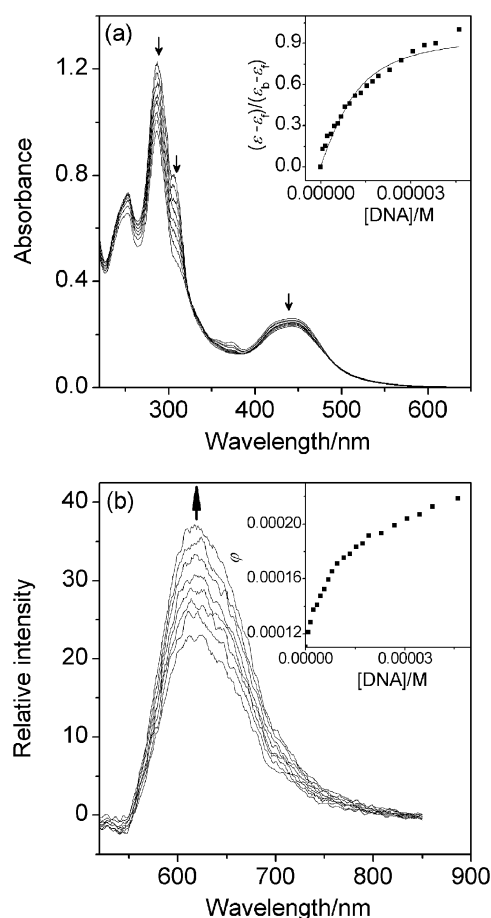 (a)
1.2
0.8
0.4
0.0
Absorbance
300
400
500
600
Wavelength/nm
0.9
0.6
0.3
0.0
(ε-εf)/(εb-εf)
0.00000
0.00003
[DNA]/M
(b)
40
30
20
10
0
Relative intensity
600
700
800
900
Wavelength/nm
0.00020
0.00016
0.00012
φ
0.00000
0.00003
[DNA]/M